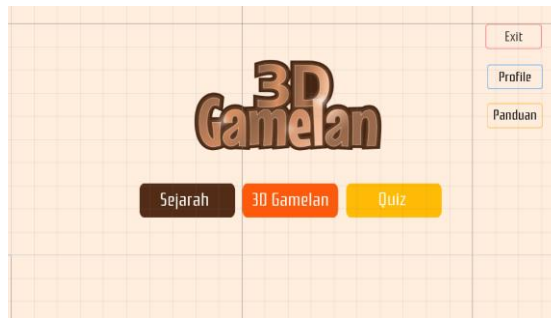 Exit
3D
Profile
Gamelan
Panduan
Sejarah
3D Gamelan
Quiz